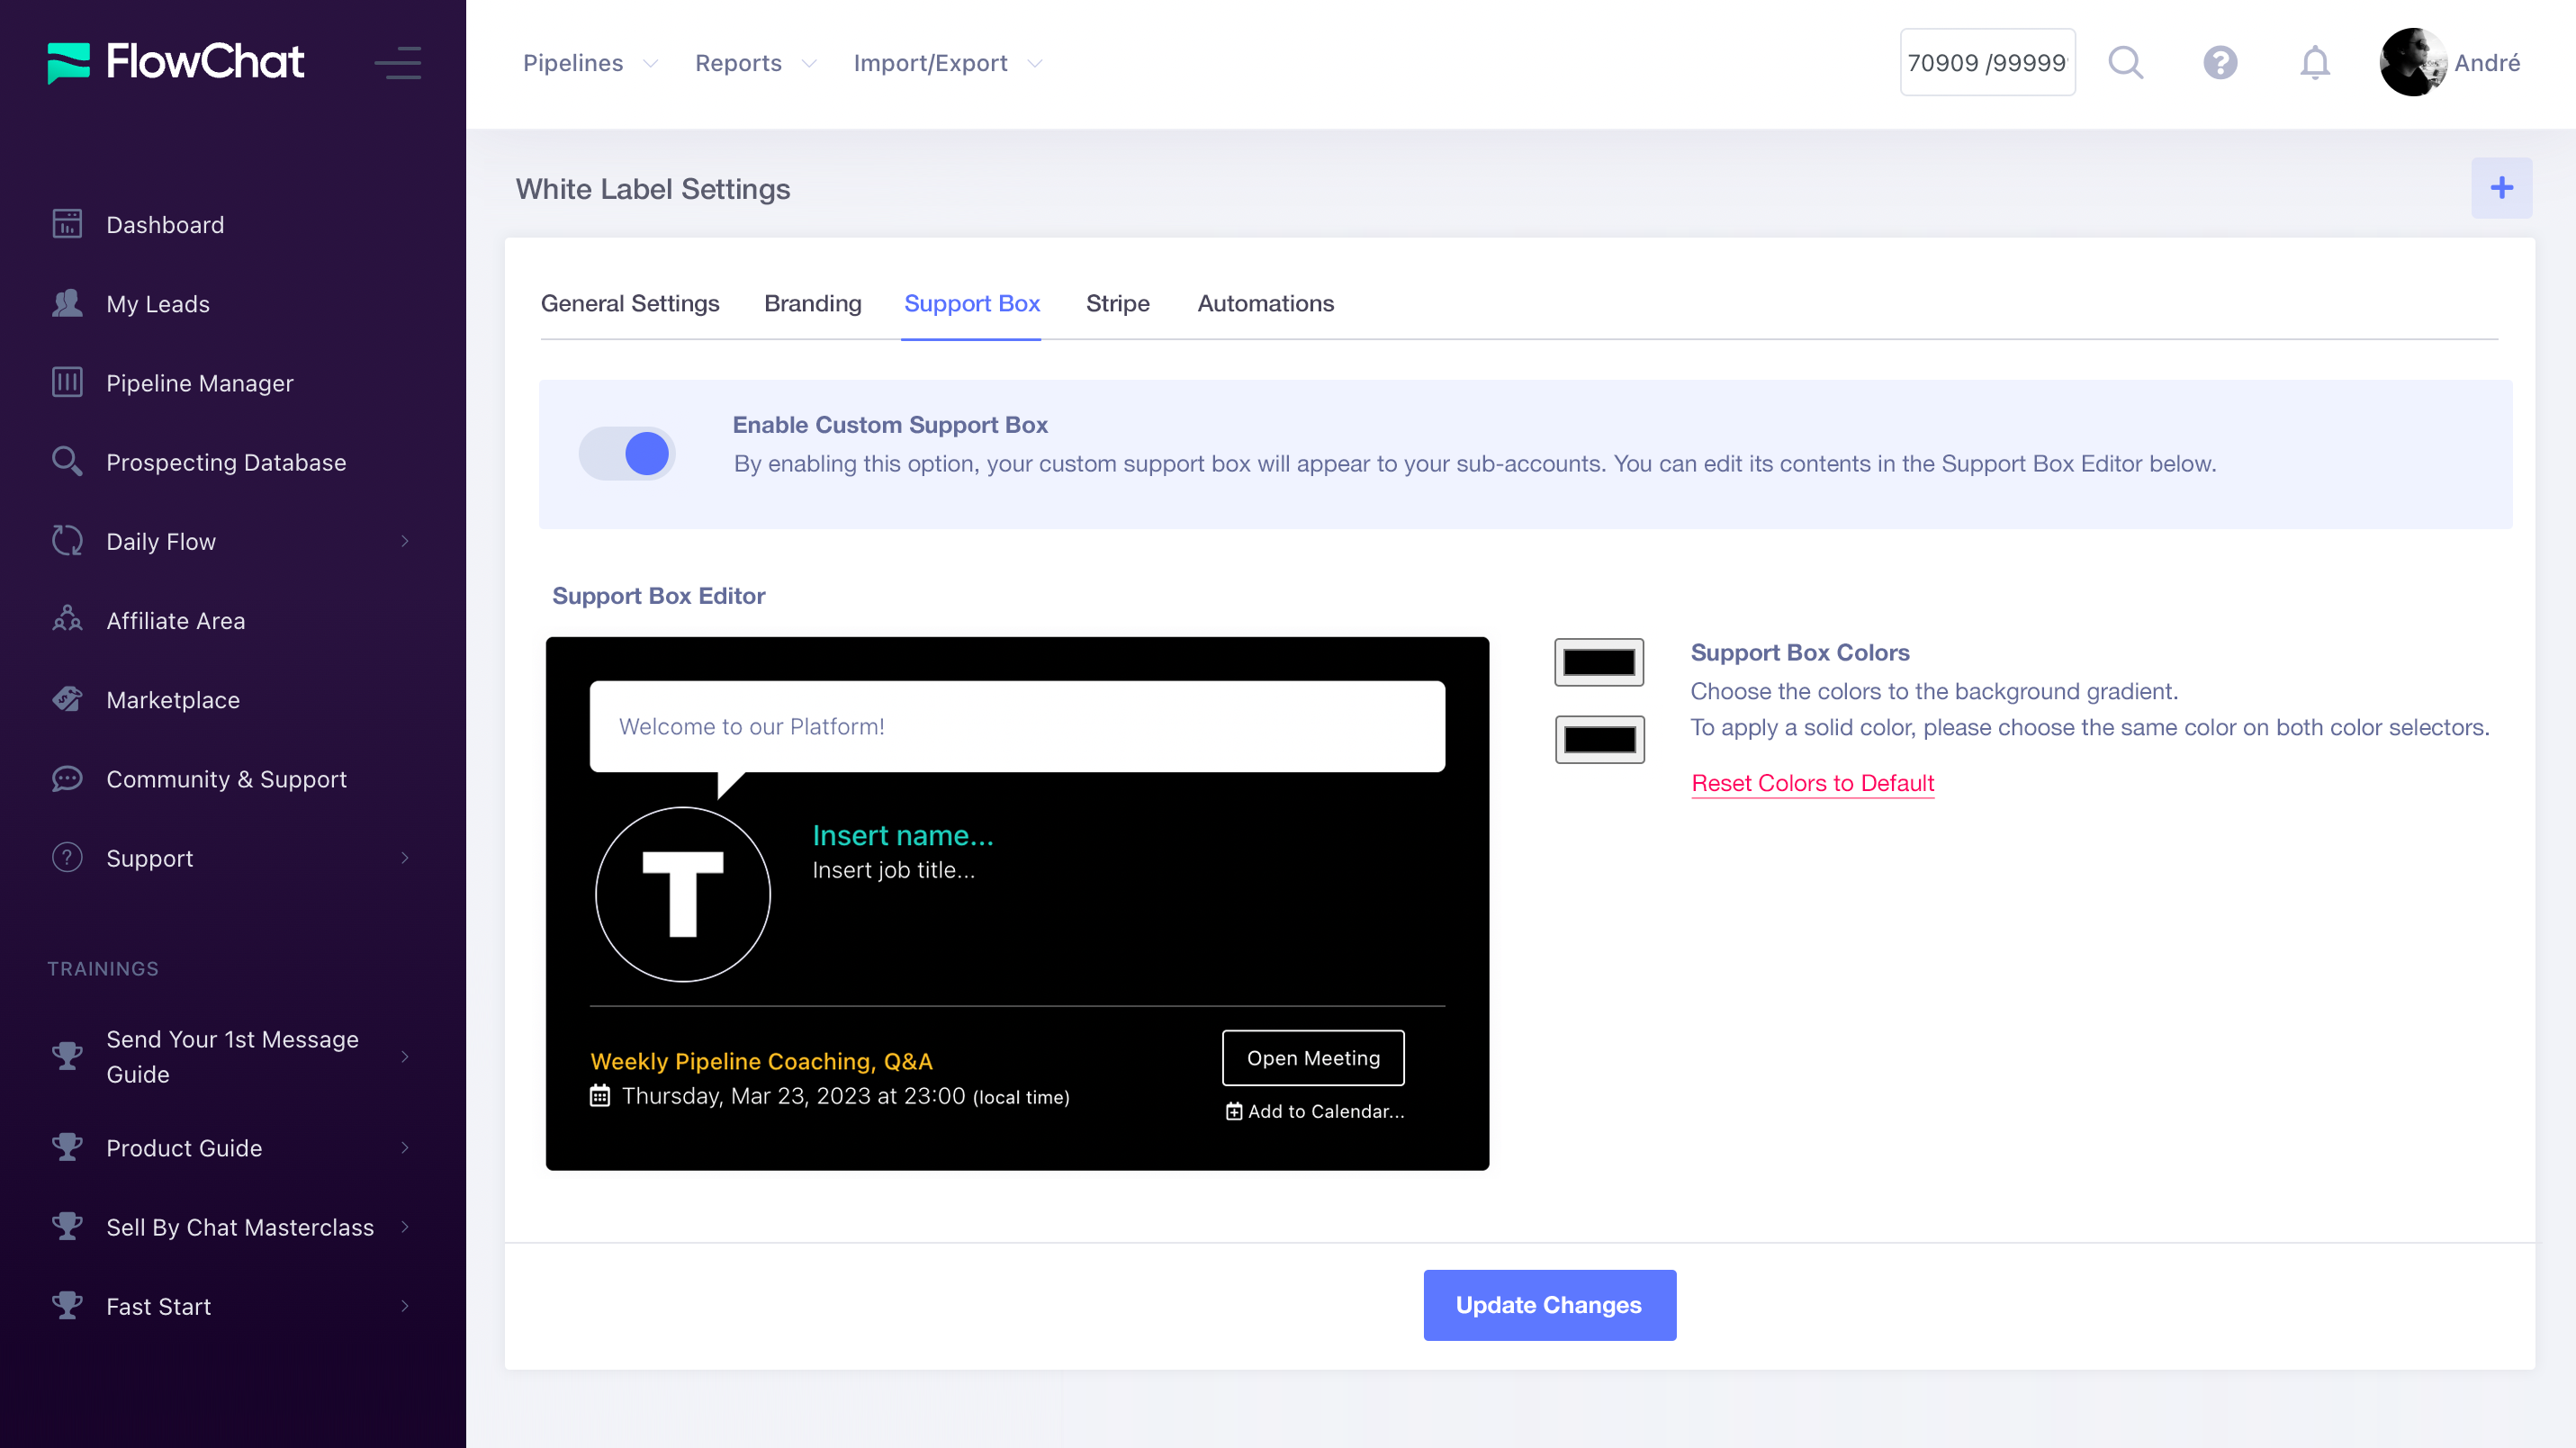 FlowChat
Pipelines
Reports
Import/Export
70909 /99999
André
Dashboard
My Leads
Pipeline Manager
Prospecting Database
Daily Flow
Affiliate Area
Marketplace
Community & Support
Support
TRAININGS
Send Your 1st Message
Guide
Product Guide
Sell By Chat Masterclass
Fast Start
White Label Settings
General Settings
Branding
Support Box
Stripe
Automations
Enable Custom Support Box
By enabling this option, your custom support box will appear to your sub-accounts. You can edit its contents in the Support Box Editor below.
Support Box Editor
Welcome to our Platform!
T
Insert name...
Insert job title...
Weekly Pipeline Coaching, Q&A
Thursday, Mar 23, 2023 at 23:00 (local time)
Open Meeting
Add to Calendar...
Support Box Colors
Choose the colors to the background gradient.
To apply a solid color, please choose the same color on both color selectors.
Reset Colors to Default
Update Changes